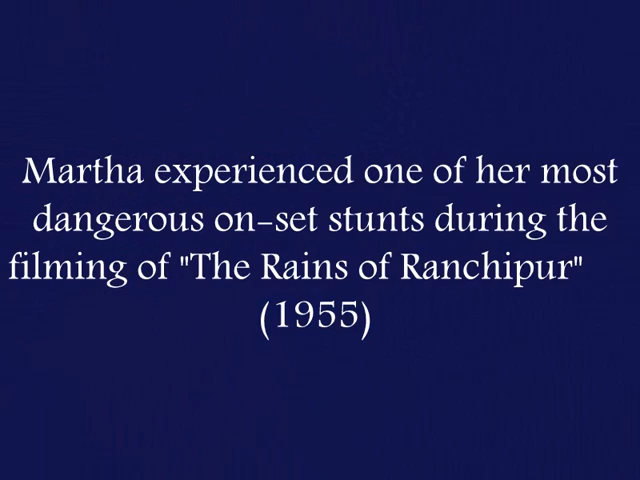 Martha experienced one of her most
dangerous on-set stunts during the
filming of "The Rains of Ranchipur"
(1955)